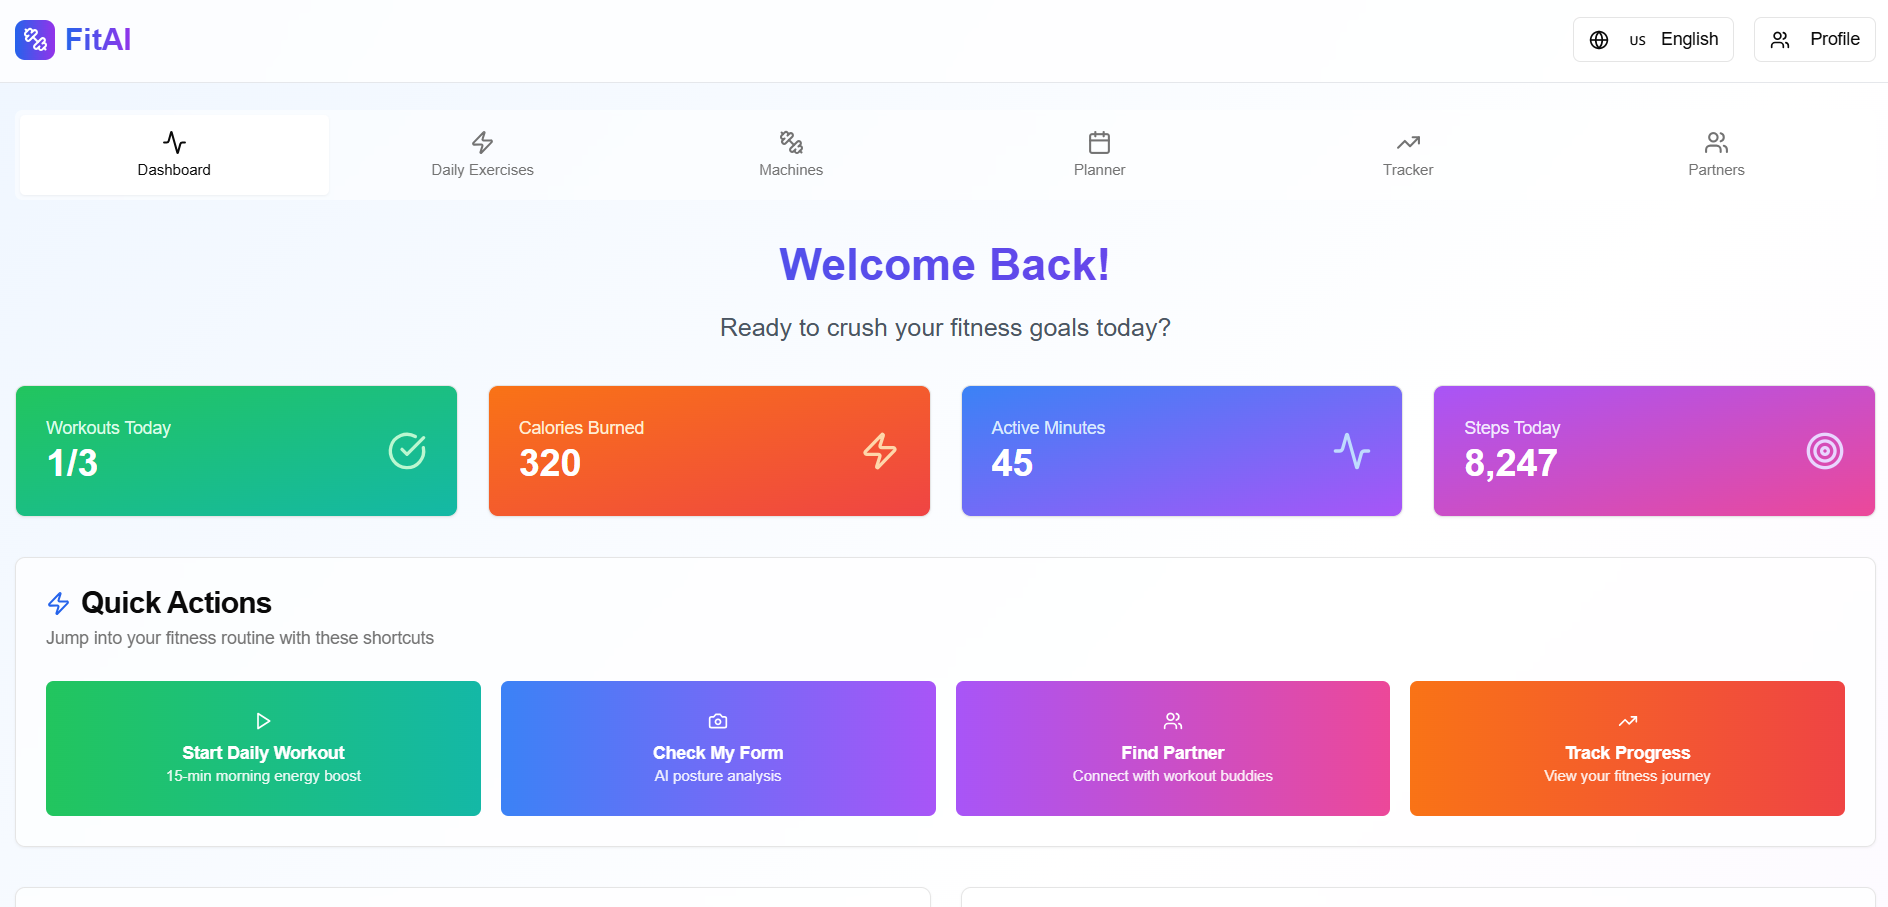 FitAI
US English
Profile
Dashboard
Daily Exercises
Machines
Planner
Tracker
Partners
Welcome Back!
Ready to crush your fitness goals today?
Workouts Today
1/3
Calories Burned
320
Active Minutes
45
Steps Today
8,247
Quick Actions
Jump into your fitness routine with these shortcuts
Start Daily Workout
15-min morning energy boost
Check My Form
AI posture analysis
Find Partner
Connect with workout buddies
Track Progress
View your fitness journey